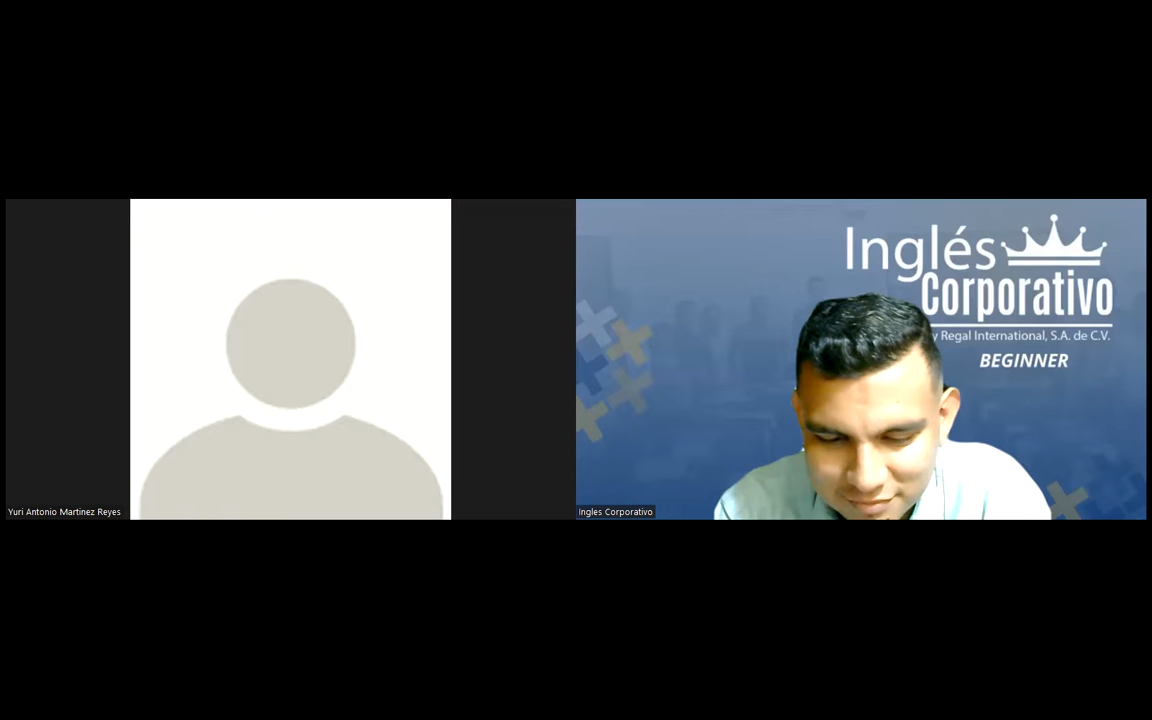 Inglés
Corporativo
y Regal International, S.A. de C.V.
BEGINNER
Yuri Antonio Martinez Reyes
Ingles Corporativo